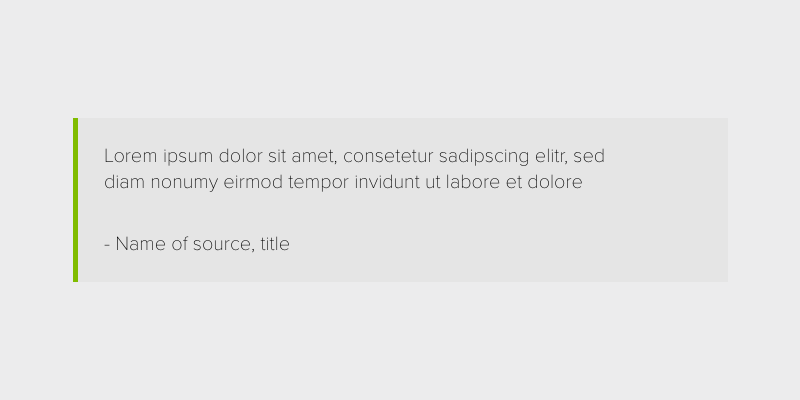 Lorem ipsum dolor sit amet, consetetur sadipscing elitr, sed
diam nonumy eirmod tempor invidunt ut labore et dolore
- Name of source, title